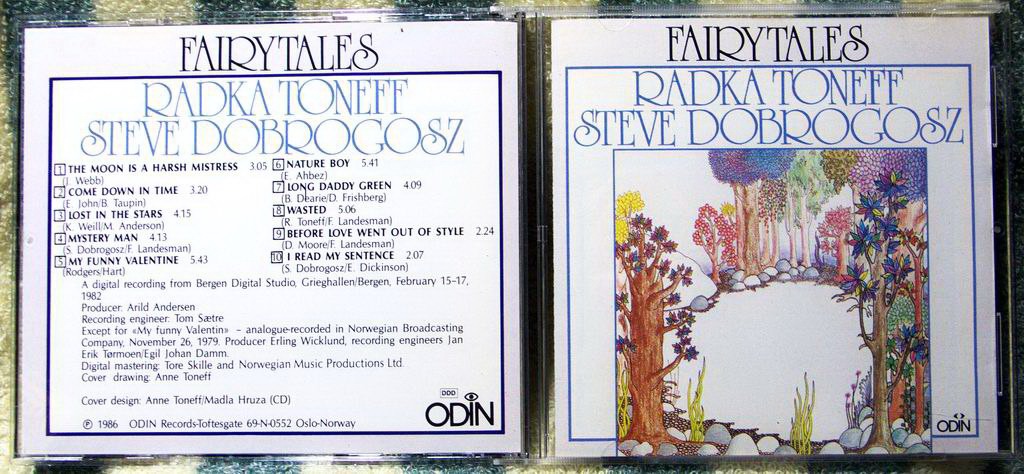 FAIRYTALES
RADKA TONEFF
STEVE DOBROGOSZ
1 THE MOON IS A HARSH MISTRESS 3.05
(J. Webb)
2 COME DOWN IN TIME 3.20
(E. John/B. Taupin)
3 LOST IN THE STARS 4.15
(K. Weill/M. Anderson)
4 MYSTERY MAN 4.13
(S. Dobrogosz/F. Landesman)
5 MY FUNNY VALENTINE 5.43
(Rodgers/Hart)
6 NATURE BOY 5.41
(E. Ahbez)
7 LONG DADDY GREEN 4.09
(B. Dearie/D. Frishberg)
8 WASTED 5.06
(R. Toneff/F. Landesman)
9 BEFORE LOVE WENT OUT OF STYLE 2.24
(D. Moore/F. Landesman)
10 I READ MY SENTENCE 2.07
(S. Dobrogosz/E. Dickinson)
A digital recording from Bergen Digital Studio, Grieghallen/Bergen, February 15-17,
1982
Producer: Arild Andersen
Recording engineer: Tom Sætre
Except for «My funny Valentin» – analogue-recorded in Norwegian Broadcasting
Company, November 26, 1979. Producer Erling Wicklund, recording engineers Jan
Erik Tørmoen/Egil Johan Damm.
Digital mastering: Tore Skille and Norwegian Music Productions Ltd.
Cover drawing: Anne Toneff
Cover design: Anne Toneff/Madla Hruza (CD)
℗ 1986 ODIN Records-Toftesgate 69-N-0552 Oslo-Norway
DDD
ODIN
FAIRYTALES
RADKA TONEFF
STEVE DOBROGOSZ
ODIN